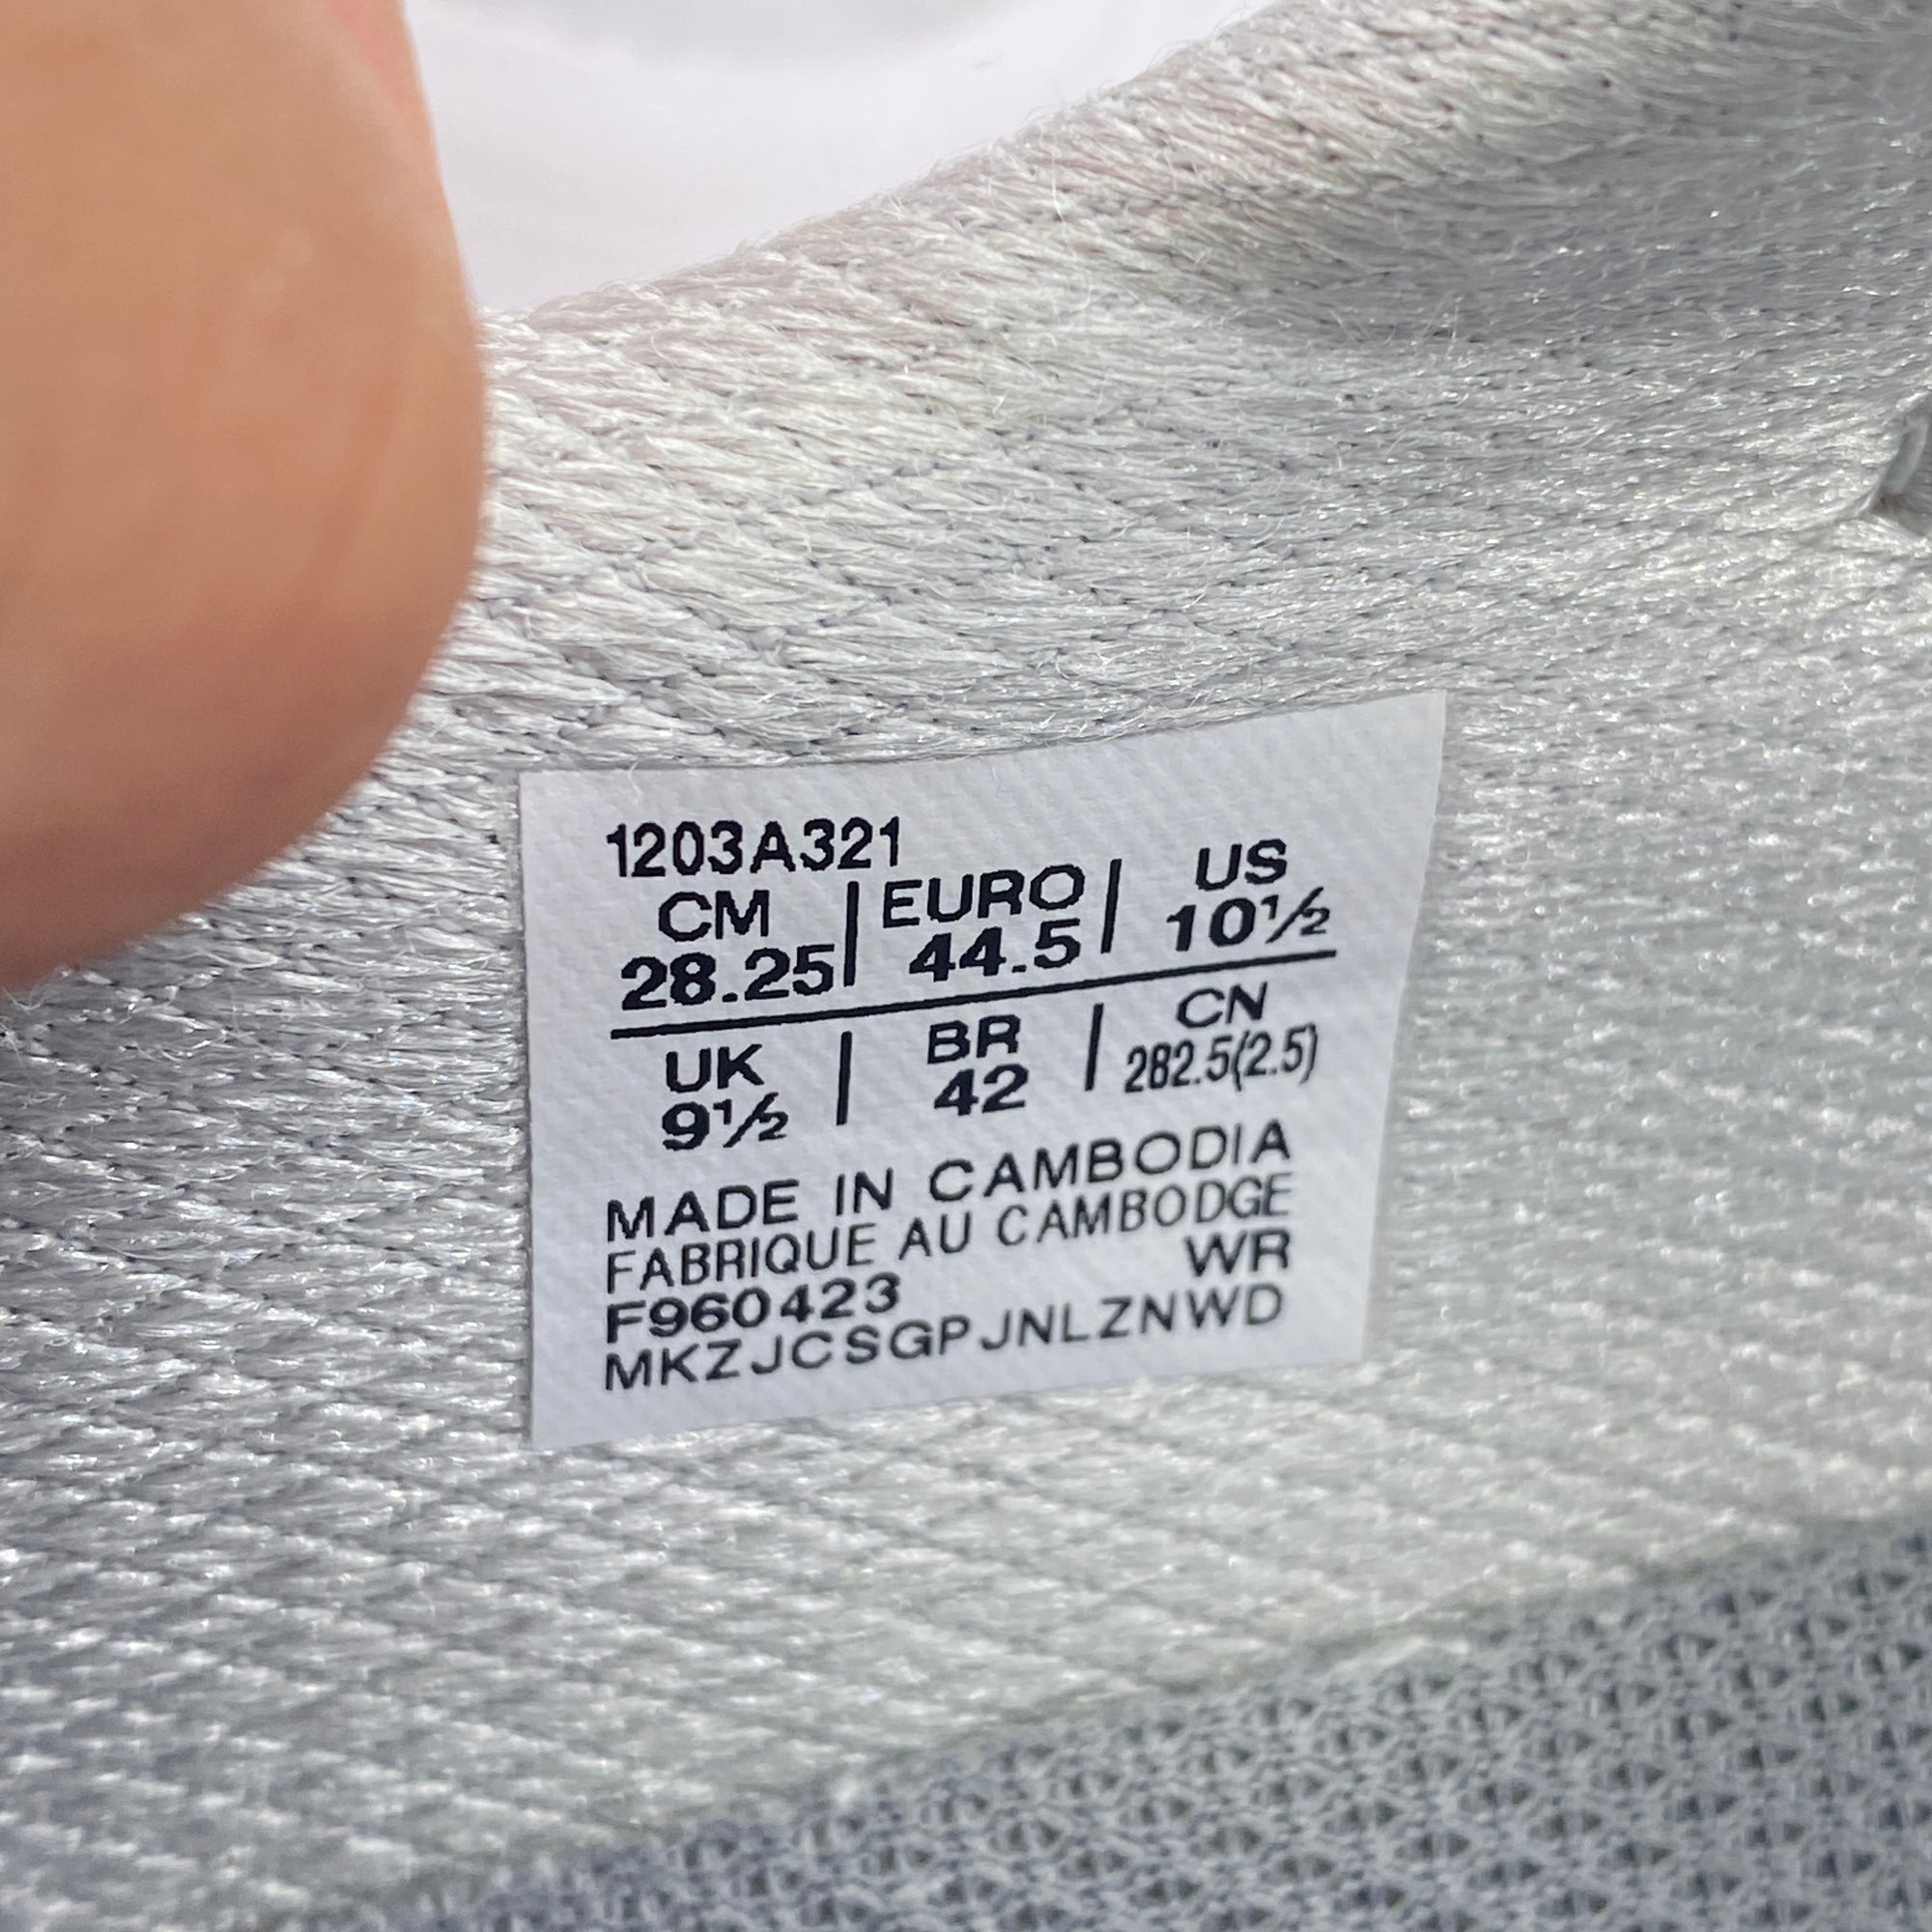 1203A321
CM | EURO | US
28.25 | 44.5 | 10½
UK | BR | CN
9½ | 42 | 282.5(2.5)
MADE IN CAMBODIA
FABRIQUE AU CAMBODGE
F960423 WR
MKZJCSGPJNLZNWD